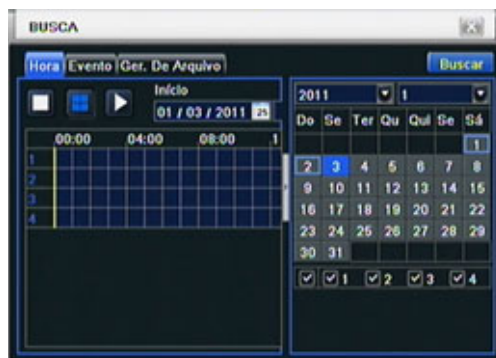 BUSCA
Hora Evento Ger. De Arquivo Buscar
Início
01 / 03 / 2011 25
2011 1
Do Se Ter Qu Qui Se Sá
00:00 04:00 08:00 .1
1
2
3
4
1
2 3 4 5 6 7 8
9 10 11 12 13 14 15
16 17 18 19 20 21 22
23 24 25 26 27 28 29
30 31
1 2 3 4